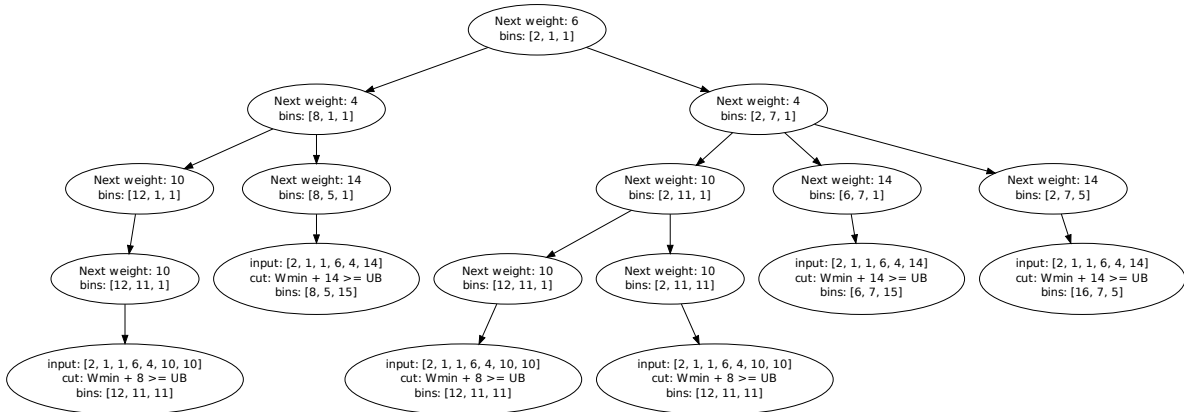 Next weight: 6
bins: [2, 1, 1]
Next weight: 4
bins: [8, 1, 1]
Next weight: 4
bins: [2, 7, 1]
Next weight: 10
bins: [12, 1, 1]
Next weight: 14
bins: [8, 5, 1]
Next weight: 10
bins: [2, 11, 1]
Next weight: 14
bins: [6, 7, 1]
Next weight: 14
bins: [2, 7, 5]
Next weight: 10
bins: [12, 11, 1]
input: [2, 1, 1, 6, 4, 14]
cut: Wmin + 14 >= UB
bins: [8, 5, 15]
Next weight: 10
bins: [12, 11, 1]
Next weight: 10
bins: [2, 11, 11]
input: [2, 1, 1, 6, 4, 14]
cut: Wmin + 14 >= UB
bins: [6, 7, 15]
input: [2, 1, 1, 6, 4, 14]
cut: Wmin + 14 >= UB
bins: [16, 7, 5]
input: [2, 1, 1, 6, 4, 10, 10]
cut: Wmin + 8 >= UB
bins: [12, 11, 11]
input: [2, 1, 1, 6, 4, 10, 10]
cut: Wmin + 8 >= UB
bins: [12, 11, 11]
input: [2, 1, 1, 6, 4, 10, 10]
cut: Wmin + 8 >= UB
bins: [12, 11, 11]